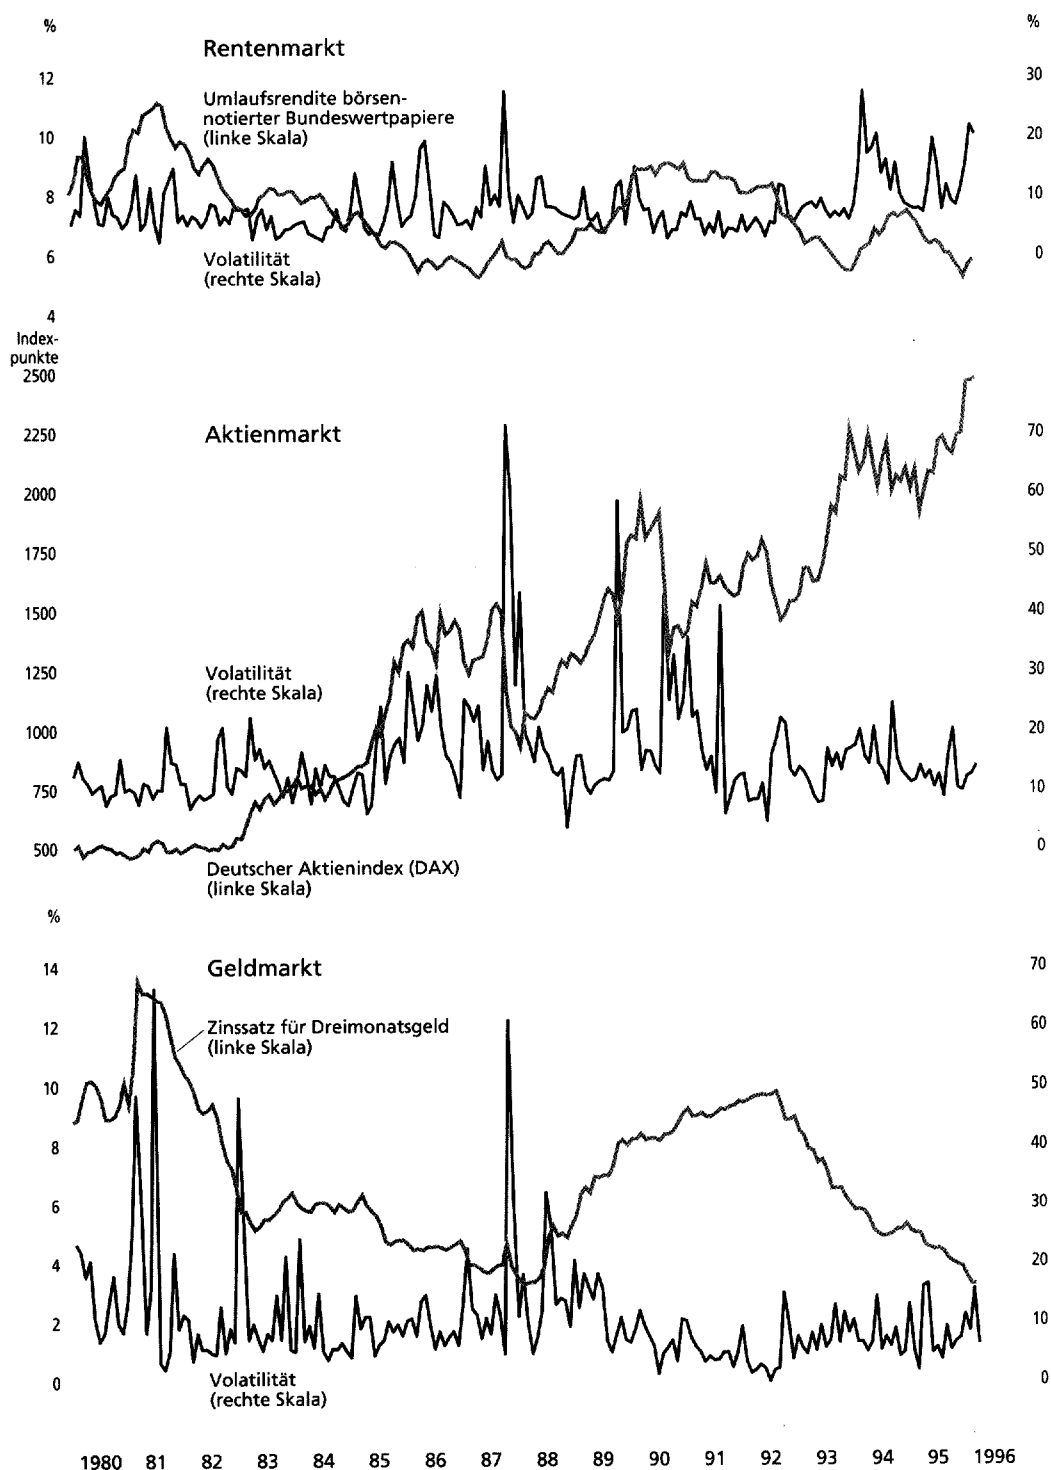 %
%
Rentenmarkt
12
30
Umlaufsrendite börsen-
notierter Bundeswertpapiere
(linke Skala)
10
20
8
10
Volatilität
(rechte Skala)
6
0
4
Index-
punkte
2500
Aktienmarkt
2250
70
2000
60
1750
50
1500
40
1250
30
Volatilität
(rechte Skala)
1000
20
750
10
500
0
Deutscher Aktienindex (DAX)
(linke Skala)
%
Geldmarkt
14
70
Zinssatz für Dreimonatsgeld
(linke Skala)
12
60
10
50
8
40
6
30
4
20
2
10
0
0
Volatilität
(rechte Skala)
1980 81 82 83 84 85 86 87 88 89 90 91 92 93 94 95 1996